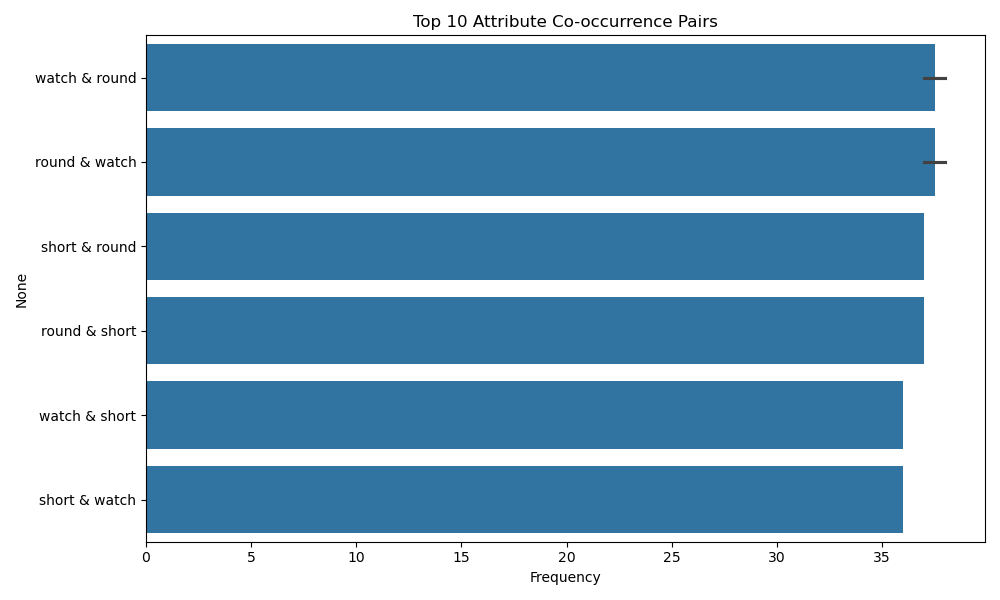 Top 10 Attribute Co-occurrence Pairs
watch & round
round & watch
short & round
round & short
watch & short
short & watch
None
0 5 10 15 20 25 30 35
Frequency